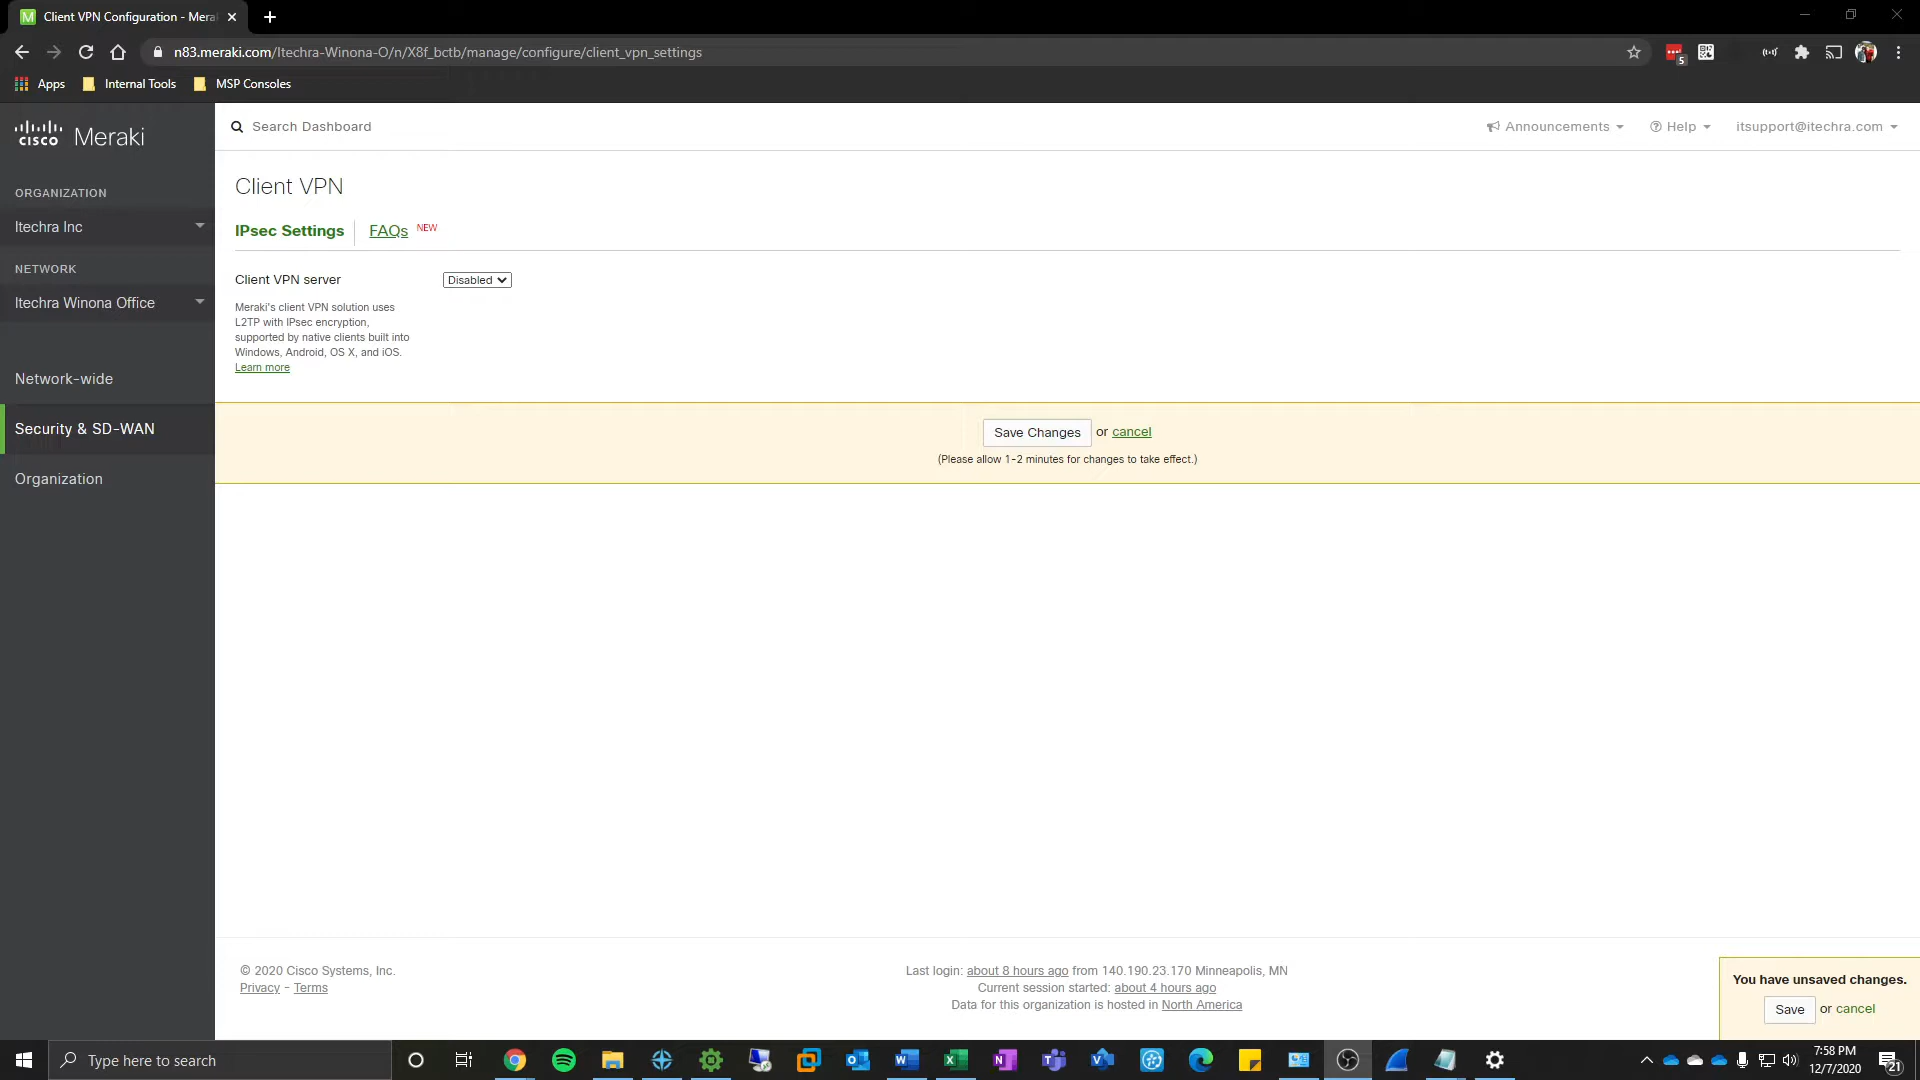 Client VPN Configuration - Mera
n83.meraki.com/Itechra-Winona-O/n/X8f_bctb/manage/configure/client_vpn_settings
5
Apps
Internal Tools
MSP Consoles
cisco Meraki
Search Dashboard
Announcements
Help
itsupport@itechra.com
ORGANIZATION
Itechra Inc
NETWORK
Itechra Winona Office
Network-wide
Security & SD-WAN
Organization
Client VPN
IPsec Settings
FAQs NEW
Client VPN server
Disabled
Meraki's client VPN solution uses
L2TP with IPsec encryption,
supported by native clients built into
Windows, Android, OS X, and iOS.
Learn more
Save Changes or cancel
(Please allow 1-2 minutes for changes to take effect.)
© 2020 Cisco Systems, Inc.
Privacy - Terms
Last login: about 8 hours ago from 140.190.23.170 Minneapolis, MN
Current session started: about 4 hours ago
Data for this organization is hosted in North America
You have unsaved changes.
Save or cancel
Type here to search
7:58 PM
12/7/2020
21